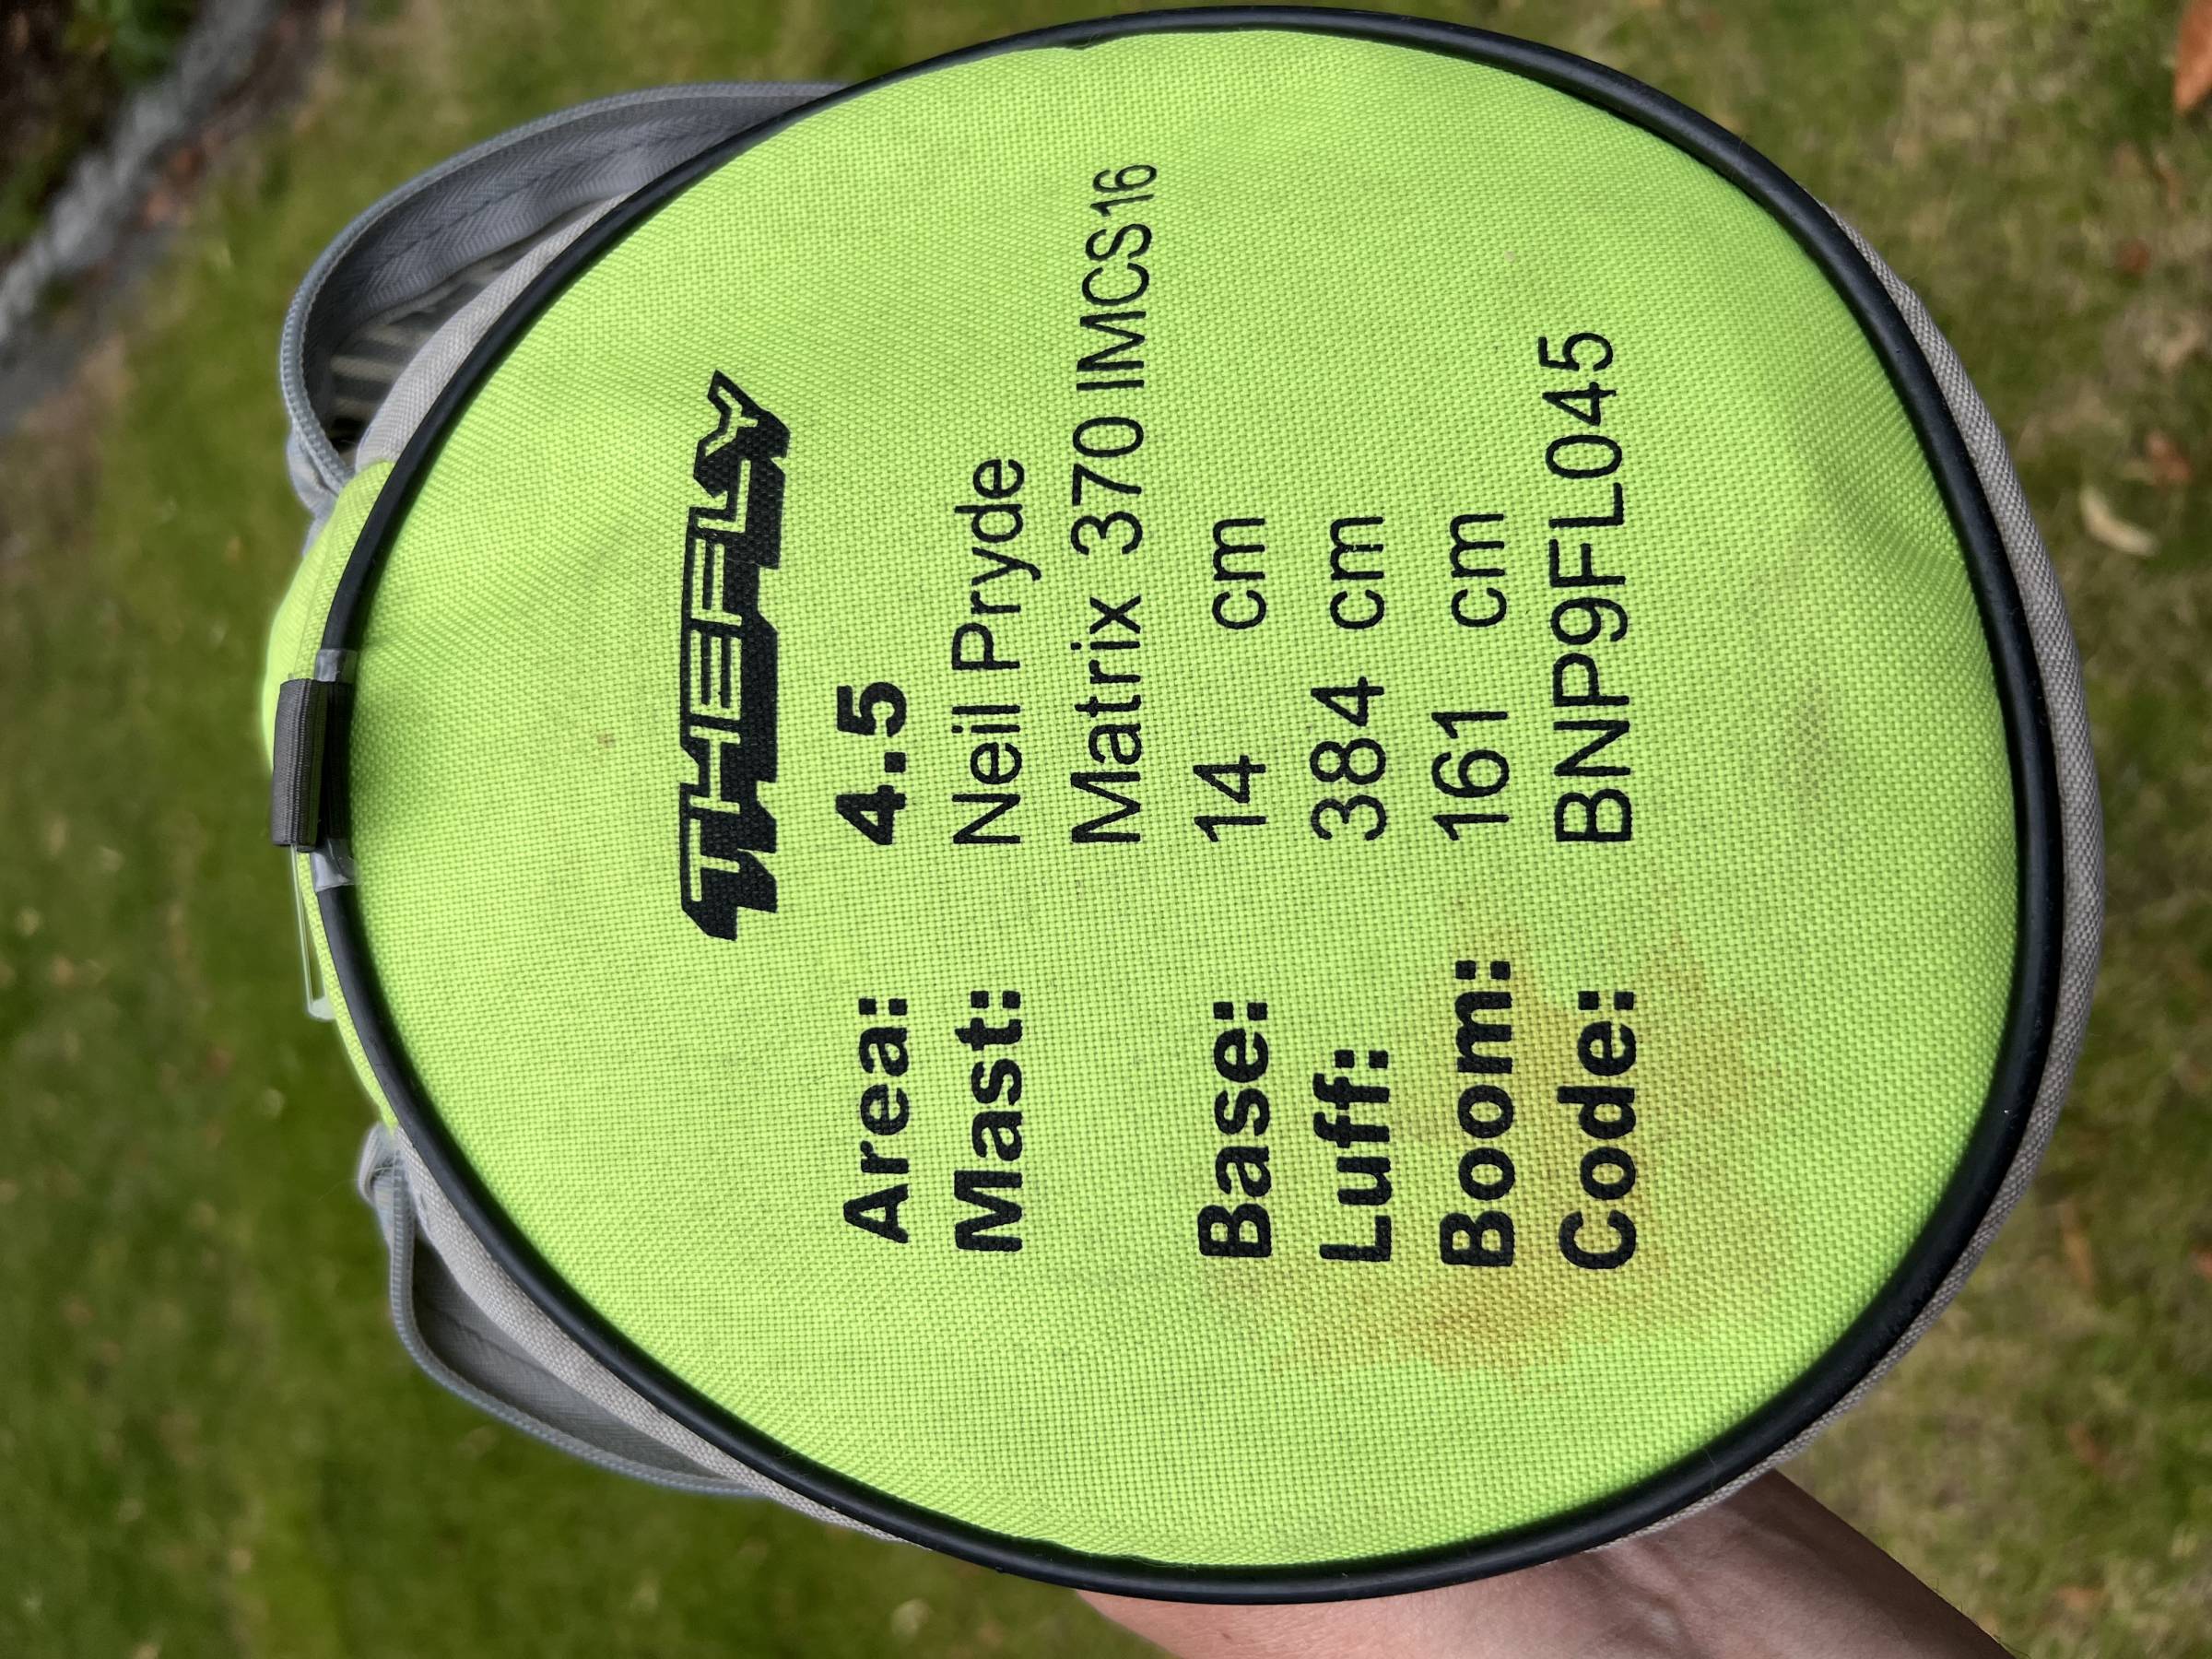 THE FLY
Area: 4.5
Mast: Neil Pryde
Matrix 370 IMCS16
Base: 14 cm
Luff: 384 cm
Boom: 161 cm
Code: BNP9FL045